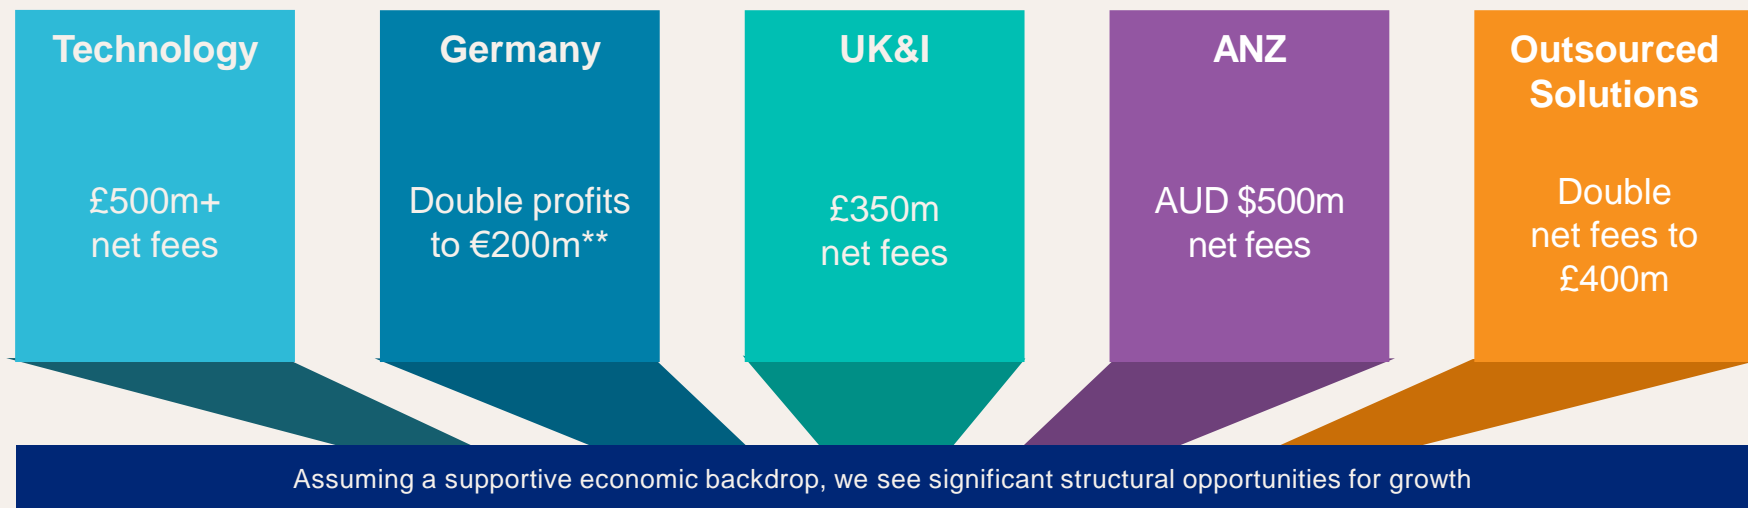 Technology
£500m+
net fees
Germany
Double profits
to €200m**
UK&I
£350m
net fees
ANZ
AUD $500m
net fees
Outsourced
Solutions
Double
net fees to
£400m
Assuming a supportive economic backdrop, we see significant structural opportunities for growth